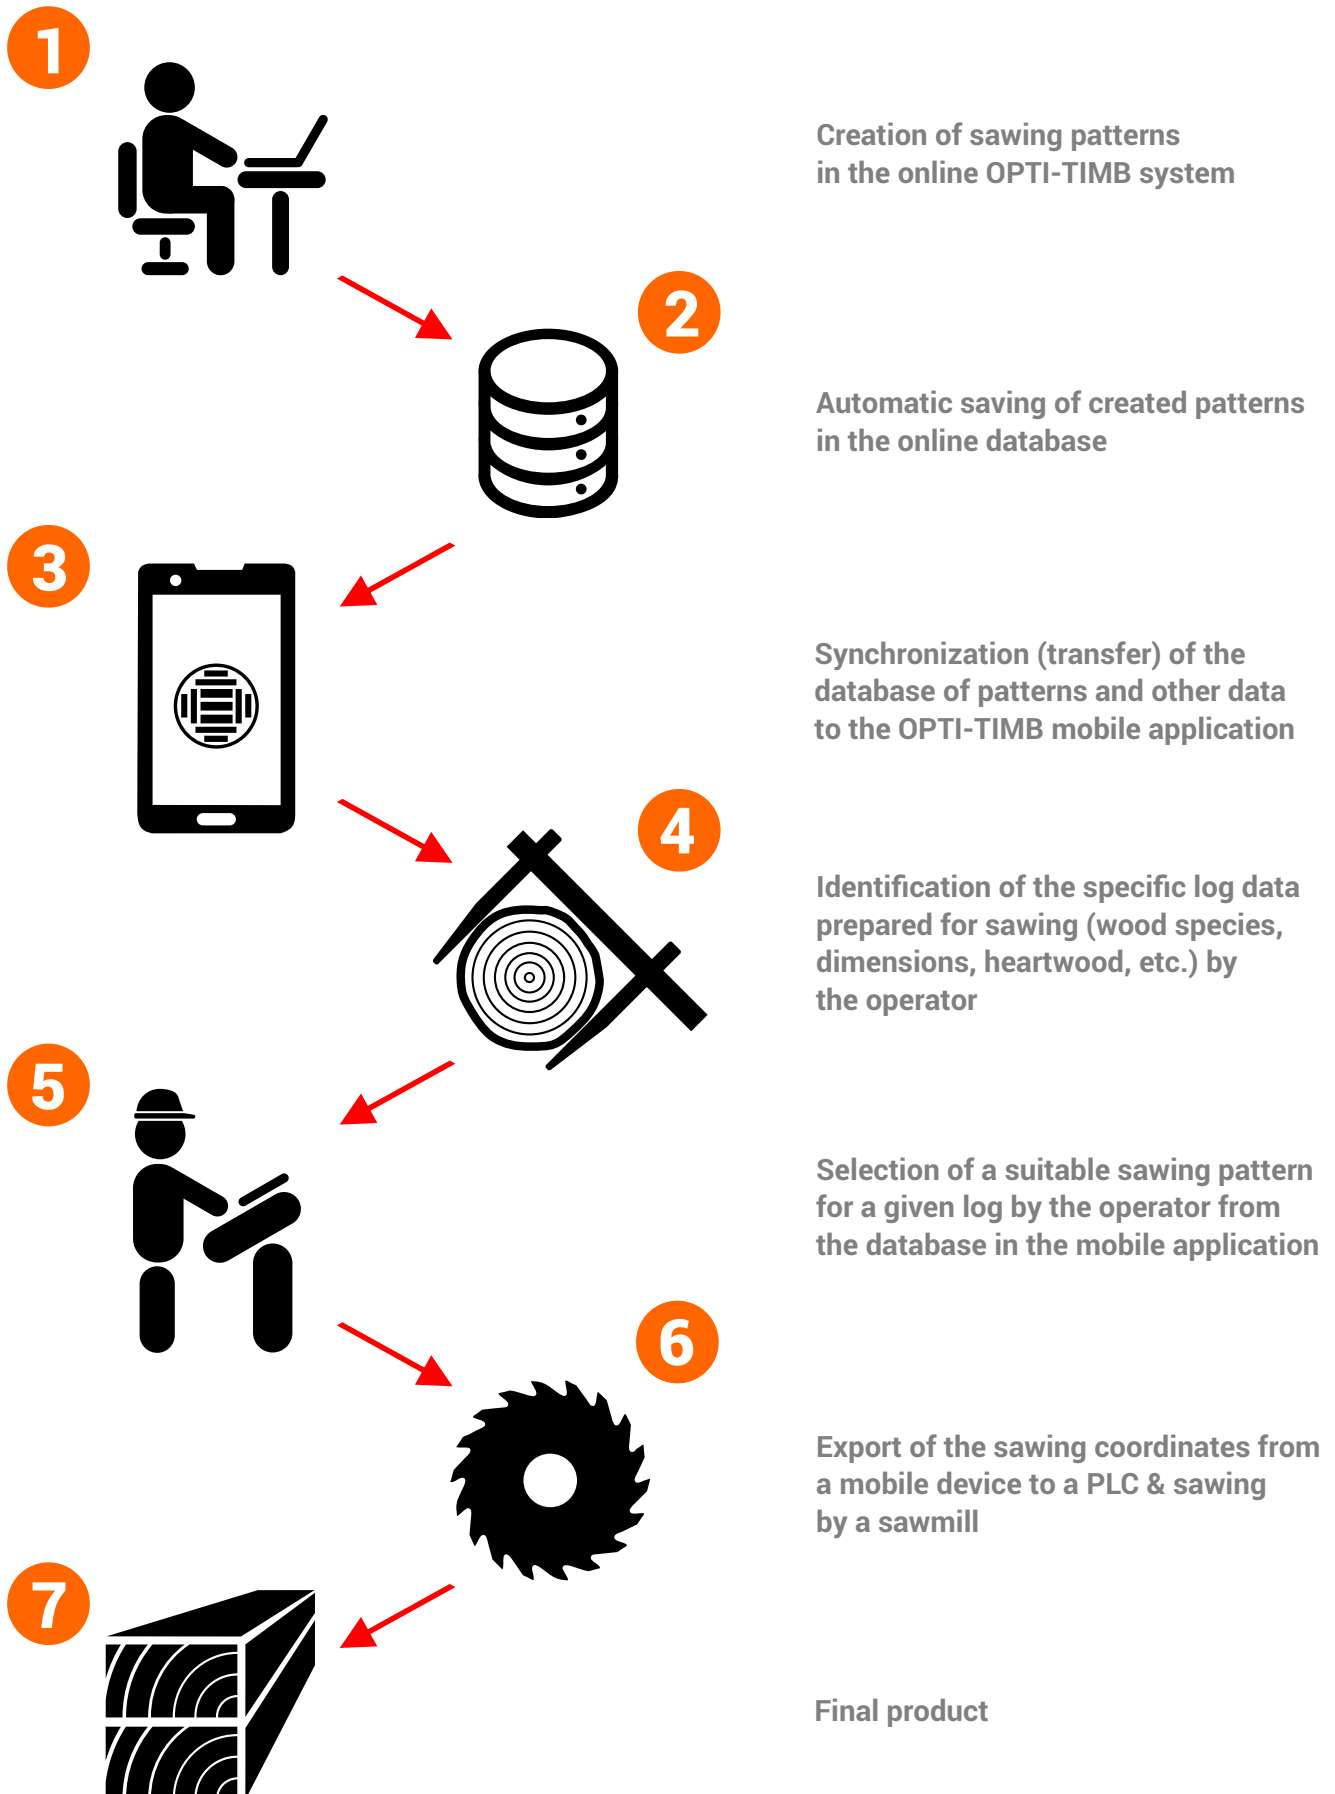 1
Creation of sawing patterns
in the online OPTI-TIMB system
2
Automatic saving of created patterns
in the online database
3
Synchronization (transfer) of the
database of patterns and other data
to the OPTI-TIMB mobile application
4
Identification of the specific log data
prepared for sawing (wood species,
dimensions, heartwood, etc.) by
the operator
5
Selection of a suitable sawing pattern
for a given log by the operator from
the database in the mobile application
6
Export of the sawing coordinates from
a mobile device to a PLC & sawing
by a sawmill
7
Final product